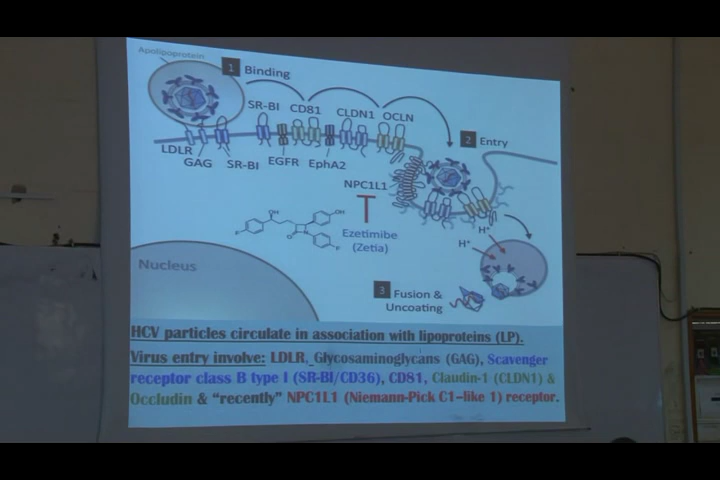 Apolipoprotein
1 Binding
SR-BI CD81 CLDN1 OCLN
2 Entry
LDLR
GAG SR-BI EGFR EphA2
NPC1L1
OH
OH
F
O
N
F
Ezetimibe
(Zetia)
H+
H+
Nucleus
3 Fusion &
Uncoating
HCV particles circulate in association with lipoproteins (LP).
Virus entry involve: LDLR, Glycosaminoglycans (GAG), Scavenger
receptor class B type I (SR-BI/CD36), CD81, Claudin-1 (CLDN1) &
Occludin & “recently” NPC1L1 (Niemann-Pick C1–like 1) receptor.